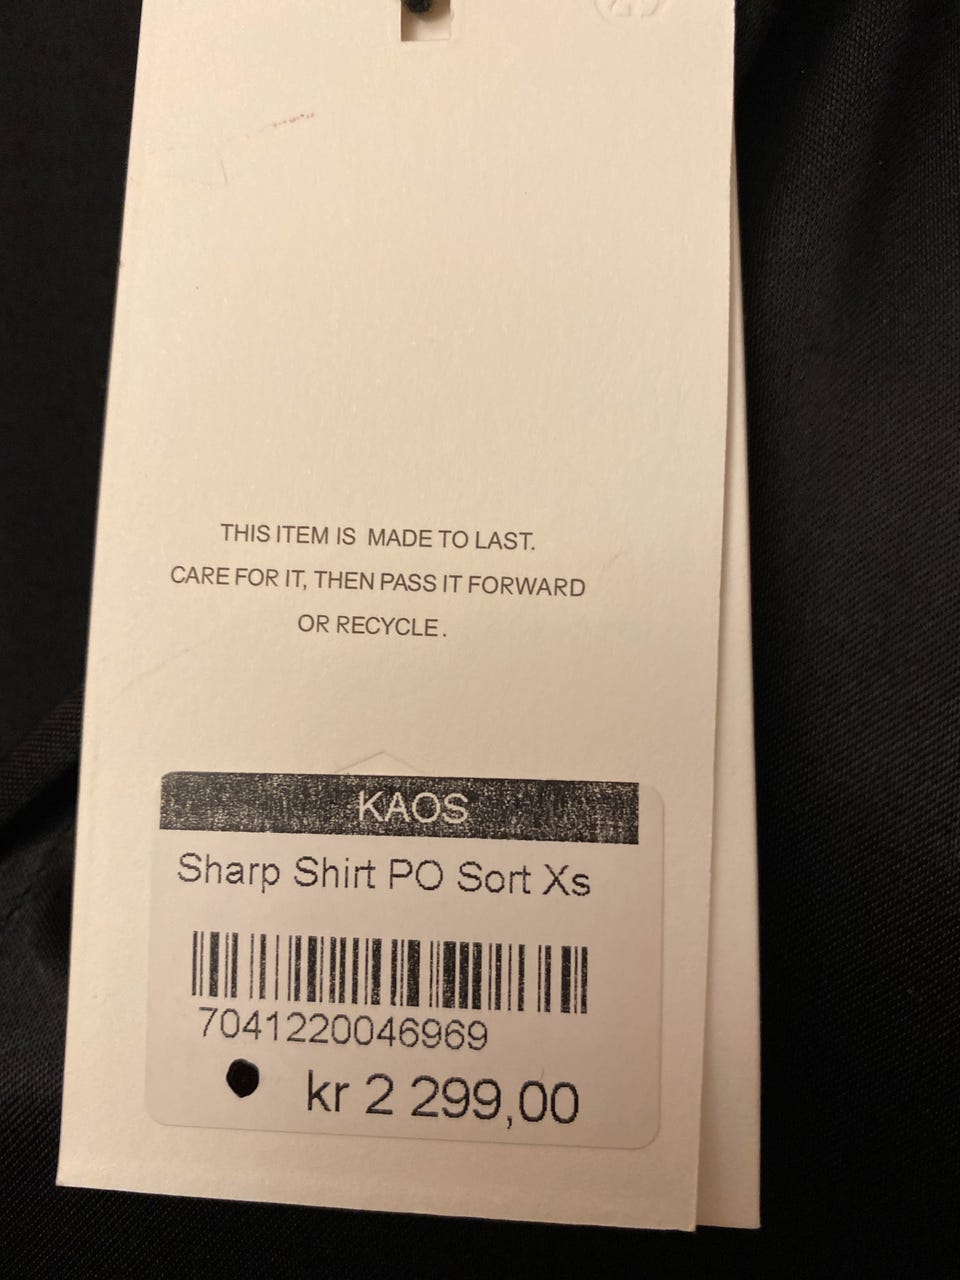 THIS ITEM IS MADE TO LAST.
CARE FOR IT, THEN PASS IT FORWARD
OR RECYCLE.
KAOS
Sharp Shirt PO Sort Xs
7041220046969
kr 2 299,00